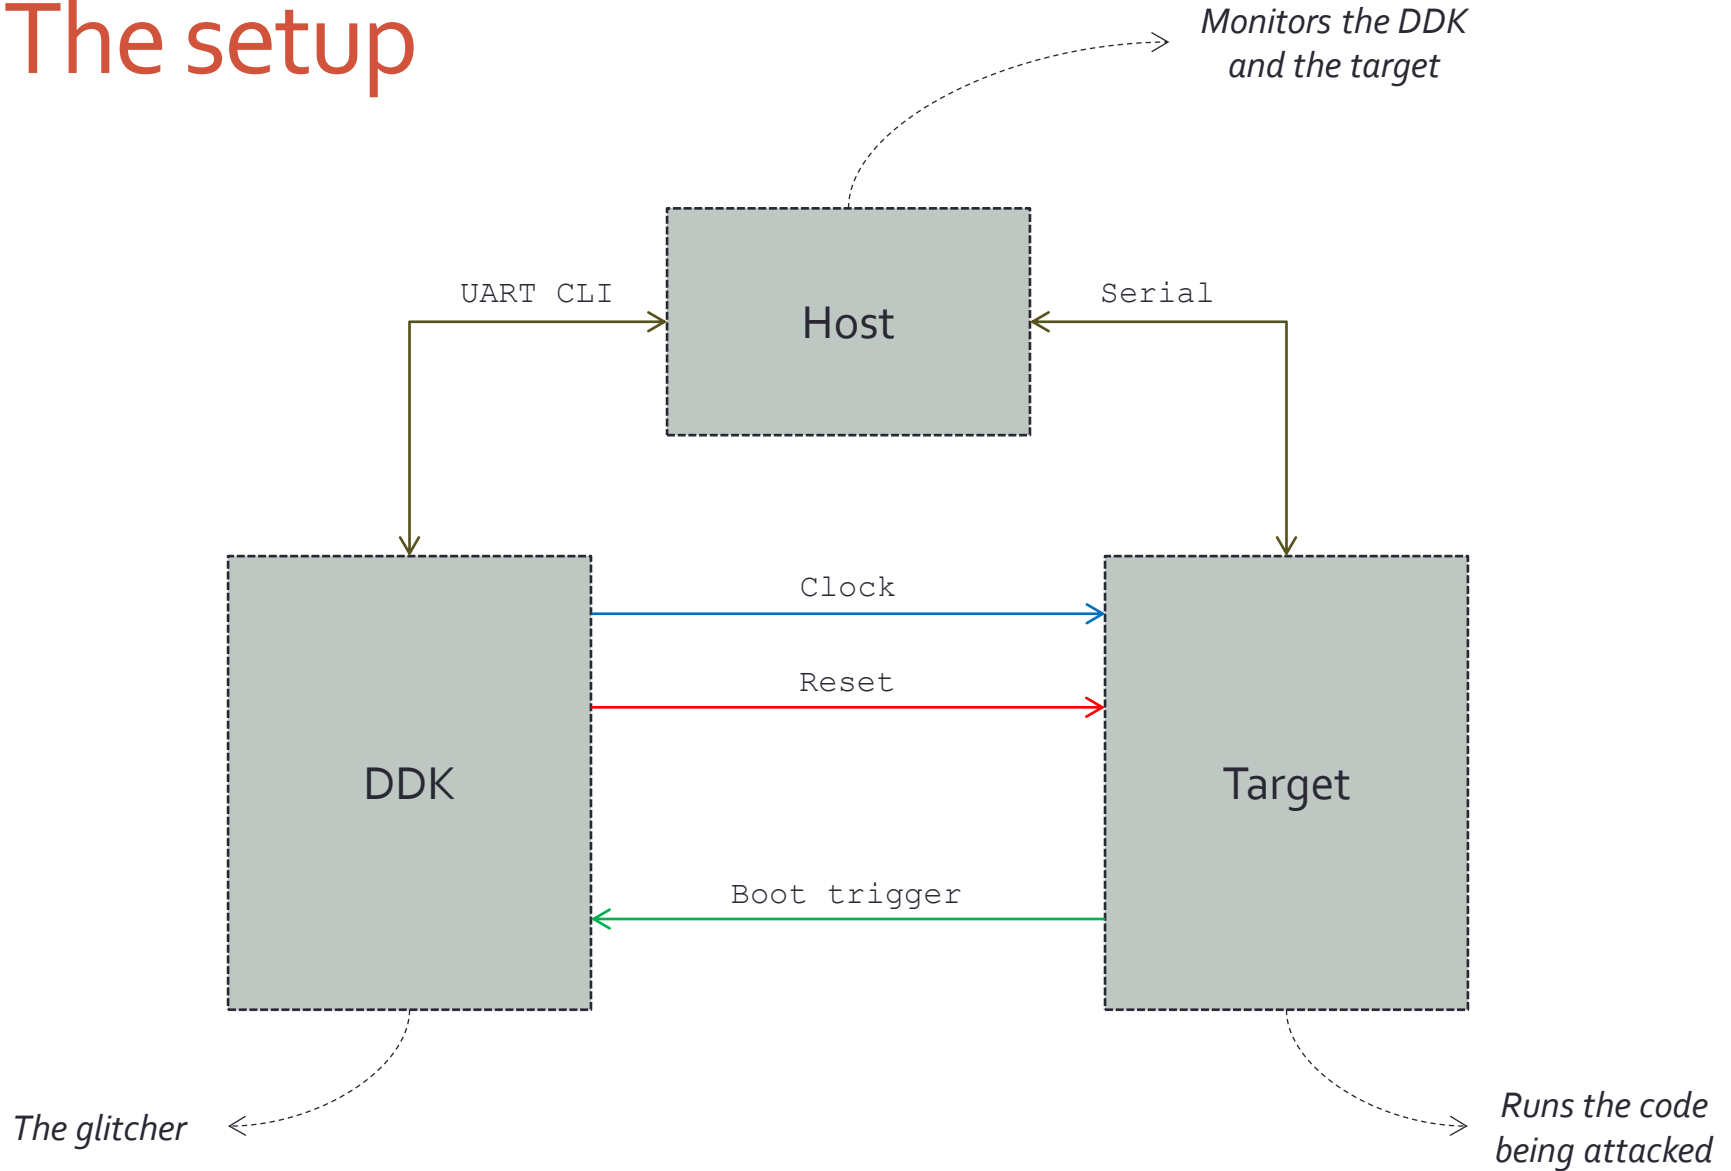 The setup
Monitors the DDK
and the target
UART CLI
Serial
Host
Clock
Reset
DDK
Target
Boot trigger
The glitcher
Runs the code
being attacked